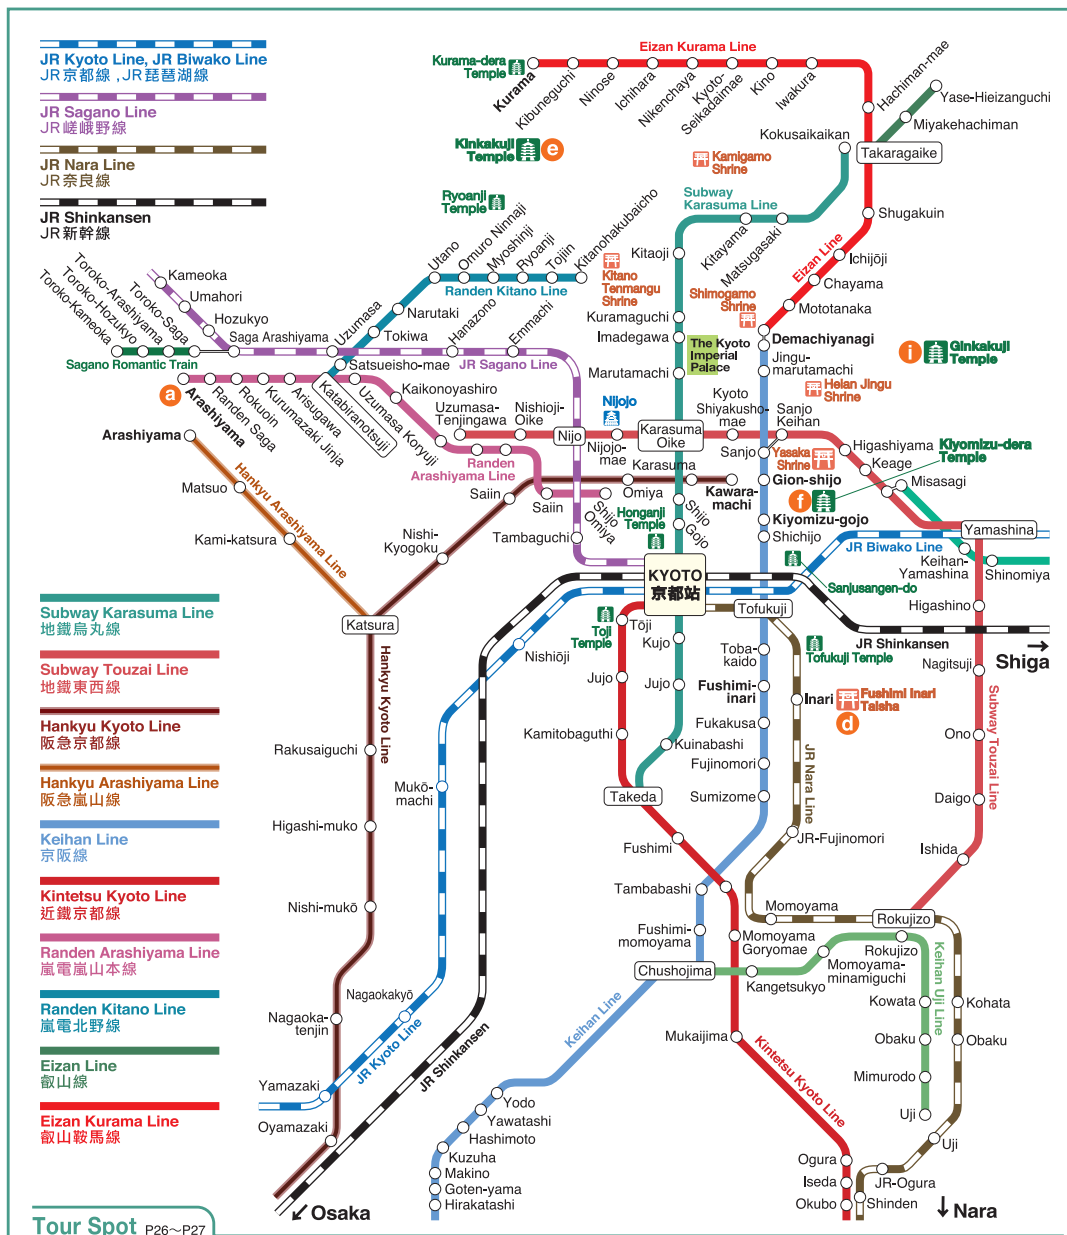 JR Kyoto Line, JR Biwako Line
JR京都線 , JR琵琶湖線
JR Sagano Line
JR嵯峨野線
JR Nara Line
JR奈良線
JR Shinkansen
JR新幹線
Eizan Kurama Line
Kurama-dera
Temple
Kurama
Kibuneguchi
Ninose
Ichihara
Nikenchaya
Kyoto-
Seikadaimae
Kino
Iwakura
Hachiman-mae
Yase-Hieizanguchi
Miyakehachiman
Kokusaikaikan
Takaragaike
Kinkakuji
Temple
e
Kamigamo
Shrine
Ryoanji
Temple
Subway
Karasuma Line
Shugakuin
Kitaoji
Kitayama
Matsugasaki
Eizan Line
Ichijōji
Chayama
Mototanaka
Utano
Omuro Ninnaji
Myoshinji
Ryoanji
Tojiin
Kitanohakubaicho
Randen Kitano Line
Kitano
Tenmangu
Shrine
Shimogamo
Shrine
Kuramaguchi
Imadegawa
Demachiyanagi
The Kyoto
Imperial
Palace
Marutamachi
Jingu-
marutamachi
i
Ginkakuji
Temple
Heian Jingu
Shrine
Kameoka
Umahori
Hozukyo
Toroko-Saga
Toroko-Arashiyama
Toroko-Hozukyo
Toroko-Kameoka
Sagano Romantic Train
Saga Arashiyama
Uzumasa
Narutaki
Tokiwa
Hanazono
Emmachi
JR Sagano Line
Satsueisho-mae
Katabiranotsuji
a
Arashiyama
Randen Saga
Rokuoin
Kurumazaki Jinja
Arisugawa
Uzumasa Koryuji
Kaikonoyashiro
Uzumasa-
Tenjingawa
Nishioji-
Oike
Nijojo
Nijo
Nijojo-
mae
Karasuma
Oike
Kyoto
Shiyakusho-
mae
Sanjo
Keihan
Sanjo
Higashiyama
Keage
Kiyomizu-dera
Temple
Misasagi
Yasaka
Shrine
Arashiyama
Hankyu Arashiyama Line
Matsuo
Kami-katsura
Randen
Arashiyama Line
Saiin
Saiin
Shijo
Omiya
Omiya
Karasuma
Kawara-
machi
Gion-shijo
f
Nishi-
Kyogoku
Tambaguchi
Honganji
Temple
Shijo
Gojo
Kiyomizu-gojo
Shichijo
Yamashina
JR Biwako Line
Keihan-
Yamashina
Shinomiya
KYOTO
京都站
Sanjusangen-do
Subway Karasuma Line
地鐵烏丸線
Katsura
Toji
Temple
Tōji
Tofukuji
Higashino
Nishiōji
Kujo
Toba-
kaido
Tofukuji Temple
JR Shinkansen
Shiga
Nagitsuji
Subway Touzai Line
地鐵東西線
Hankyu Kyoto Line
Jujo
Jujo
Fushimi-
inari
Inari
Fushimi Inari
Taisha
d
Hankyu Kyoto Line
阪急京都線
Rakusaiguchi
Kamitobaguthi
Kuinabashi
Fukakusa
Fujinomori
JR Nara Line
Ono
Subway Touzai Line
Hankyu Arashiyama Line
阪急嵐山線
Mukō-
machi
Takeda
Sumizome
Daigo
Keihan Line
京阪線
Higashi-muko
Fushimi
JR-Fujinomori
Ishida
Kintetsu Kyoto Line
近鐵京都線
Nishi-mukō
Tambabashi
Momoyama
Rokujizo
Randen Arashiyama Line
嵐電嵐山本線
Fushimi-
momoyama
Momoyama
Goryomae
Rokujizo
Chushojima
Kangetsukyo
Momoyama-
minamiguchi
Keihan Uji Line
Randen Kitano Line
嵐電北野線
Nagaokakyō
Nagaoka-
tenjin
Keihan Line
Mukaijima
Kowata
Kohata
Obaku
Obaku
Eizan Line
叡山線
JR Kyoto Line
JR Shinkansen
Kintetsu Kyoto Line
Mimurodo
Yamazaki
Yodo
Uji
Eizan Kurama Line
叡山鞍馬線
Oyamazaki
Yawatashi
Hashimoto
Uji
Kuzuha
Makino
Goten-yama
Hirakatashi
Ogura
Iseda
Okubo
JR-Ogura
Shinden
Osaka
Nara
Tour Spot P26～P27